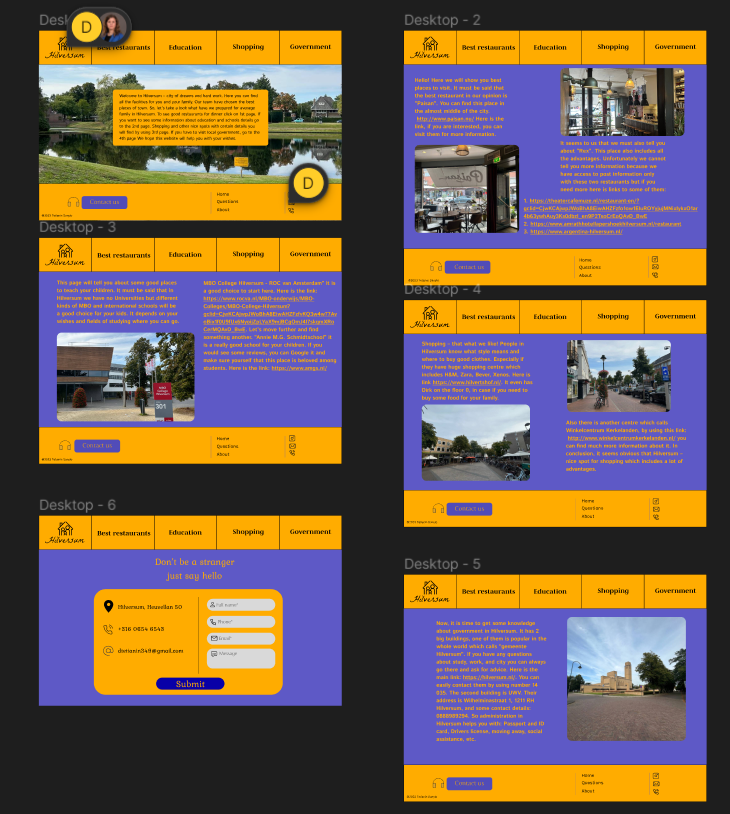 Desktop - 2
D
Hilversum
Best restaurants
Education
Shopping
Government
Welcome to Hilversum - city of dreams and hard work. Here you can find
all the facilities for you and your family. Our team have chosen the best
places of town. So, let's take a look what we prepared for average
family in Hilversum. To see good restaurants for dinner click on 1st page. If
you want to see some information about education and schools details go
to the 2nd page. Shopping and other nice spots with certain details you
will find by using 3rd page. If you have to visit local government, go to the
4th page We hope the website will help you with your wishes.
D
Contact us
Home
Questions
About
Hilversum
Best restaurants
Education
Shopping
Government
Hello! Here we will show you best
places to visit. It must be said that
the best restaurant in our opinion is
"Paisan". You can find this place in
the almost middle of the city.
http://www.paisan.eu/ Here is the
link, if you are interested, you can
visit them for more information.
It seems to us that we must also tell you
about "Rex". This place also includes all
the advantages. Unfortunately we cannot
tell you more information because we
have access to post information only
with these two restaurants but if you
need more here is links to some of them:
Contact us
Home
Questions
About
Desktop - 3
Hilversum
Best restaurants
Education
Shopping
Government
This page will tell you about some good places
to teach your children. It must be said that in
Hilversum we have no Universities but different
kinds of MBO and international schools will be
a good choice for your kids. It depends on your
wishes and fields of studying where you can go.
MBO College Hilversum - ROC van Amsterdam" it is
a good choice to start here. Here is the link:
https://www.rocva.nl/MBO-onderwijs/MBO-
Colleges/MBO-College-Hilversum?
Let's move further and find
something another. "Annie M.G. Schmidtschool" it
is a really good school for your children. If you
would see some reviews, you can Google it and
make sure yourself that this place is beloved among
students. Here is the link: https://www.amgs.nl/
301
Contact us
Home
Questions
About
Desktop - 4
Hilversum
Best restaurants
Education
Shopping
Government
Shopping - that what we like! People in
Hilversum know what style means and
where to buy good clothes. Especially if
they have huge shopping centre which
includes H&M, Zara, Bever, Xenos. Here is
link https://www.hilvertshof.nl/. It even has
Dirk on the floor 0, in case if you need to
buy some food for your family.
Also there is another centre which calls
Winkelcentrum Kerkelanden, by using this link:
http://www.winkelcentrumkerkelanden.nl/ you
can find much more information about it. In
conclusion, it seems obvious that Hilversum -
nice spot for shopping which includes a lot of
advantages.
Contact us
Home
Questions
About
Desktop - 6
Hilversum
Best restaurants
Education
Shopping
Government
Don't be a stranger
just say hello
Hilversum, Heuvellan 50
+316 0654 6545
distianin349@gmail.com
Full name*
Phone*
Email*
Message
Submit
Desktop - 5
Hilversum
Best restaurants
Education
Shopping
Government
Now, it is time to get some knowledge
about government in Hilversum. It has 2
big buildings, one of them is popular in the
whole world which calls "gemeente
Hilversum". If you have any questions
about study, work, and city you can always
go there and ask for advice. Here is the
main link: https://hilversum.nl/. You can
easily contact them by using number 14
035. The second building is UWV. Their
address is Wilhelminastraat 1, 1211 RH
Hilversum, and some contact details:
0880989294. So administration in
Hilversum helps you with: Passport and ID
card, Drivers license, moving away, social
assistance, etc.
Contact us
Home
Questions
About